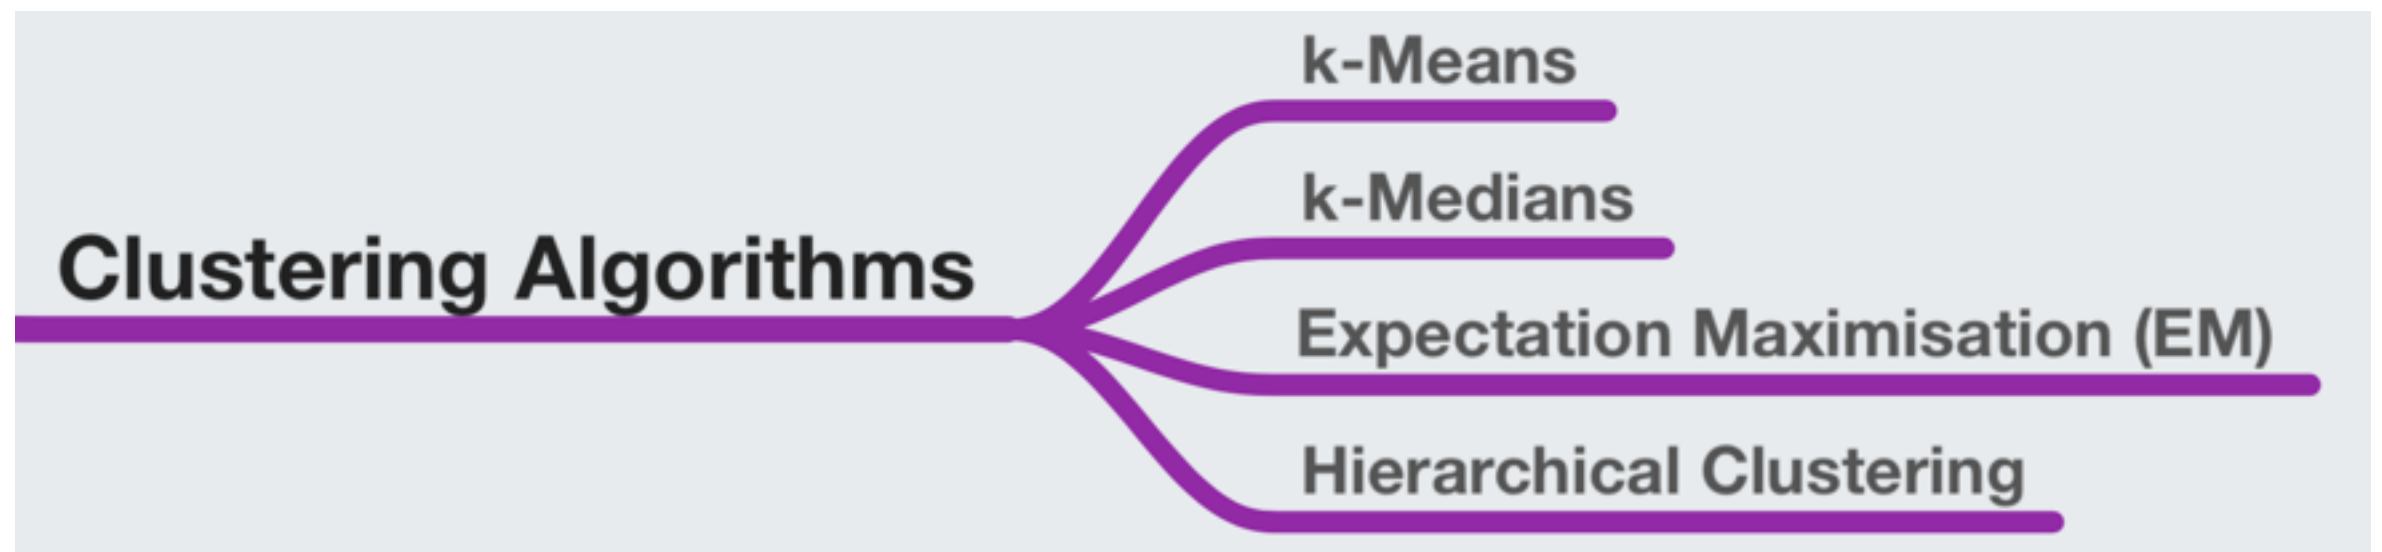 k-Means
k-Medians
Clustering Algorithms
Expectation Maximisation (EM)
Hierarchical Clustering